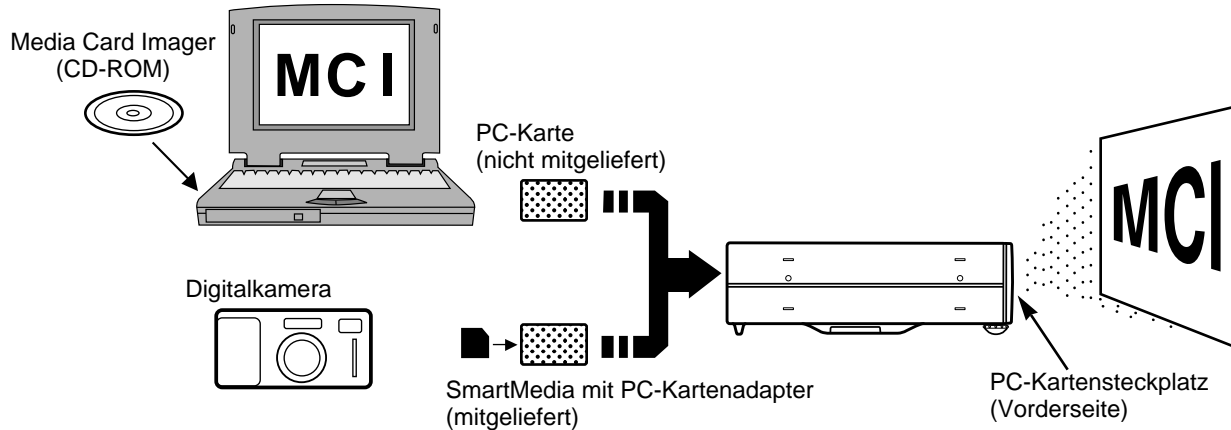 Media Card Imager
(CD-ROM)
MCI
PC-Karte
(nicht mitgeliefert)
MCI
Digitalkamera
SmartMedia mit PC-Kartenadapter
(mitgeliefert)
PC-Kartensteckplatz
(Vorderseite)